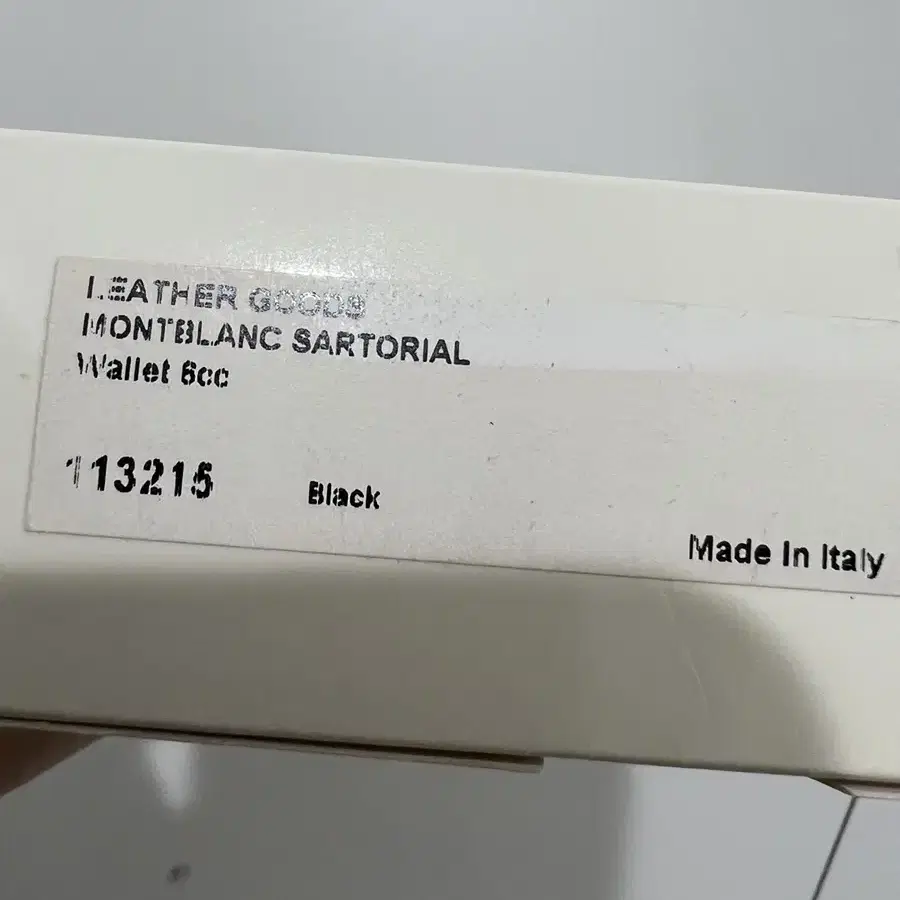 LEATHER GOODS
MONTBLANC SARTORIAL
Wallet 6cc
113215 Black
Made In Italy